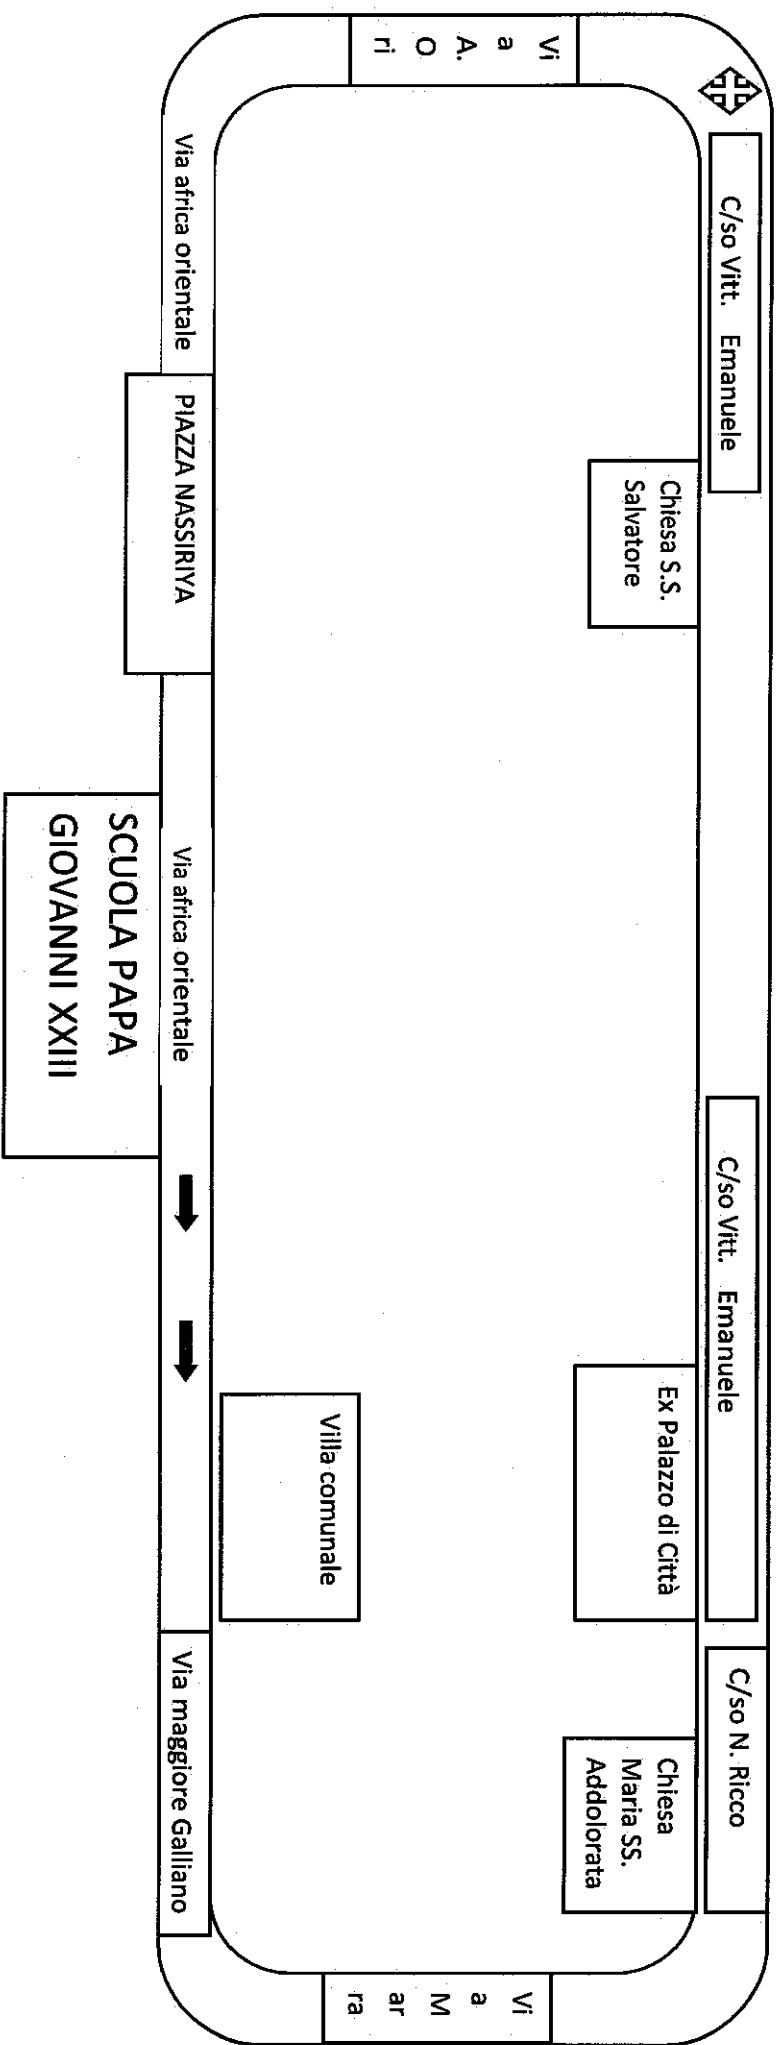 C/so Vitt. Emanuele
C/so Vitt. Emanuele
C/so N. Ricco
Chiesa S.S.
Salvatore
Ex Palazzo di Città
Chiesa
Maria SS.
Addolorata
Vi
a
A.
O
ri
Vi
a
M
ar
ra
Villa comunale
Via africa orientale
PIAZZA NASSIRIYA
Via africa orientale
Via maggiore Galliano
SCUOLA PAPA
GIOVANNI XXIII